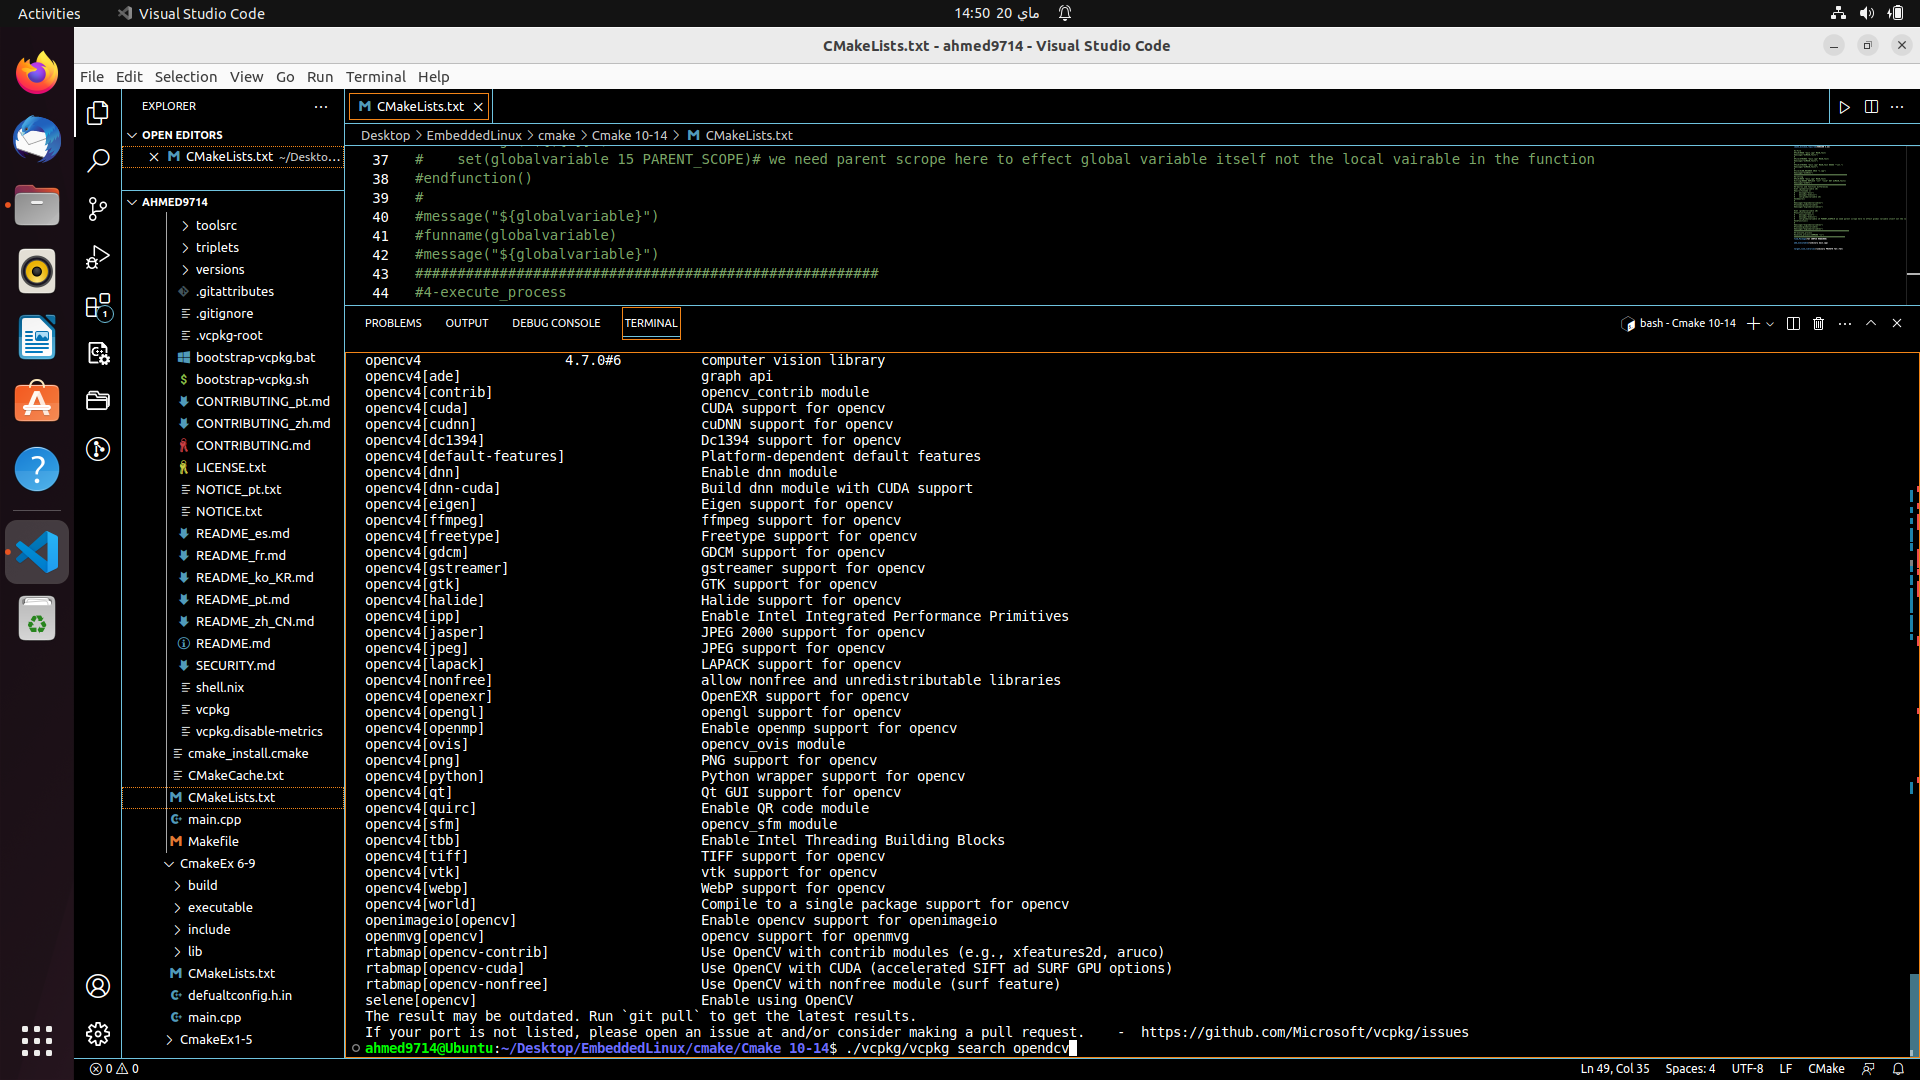 Activities
Visual Studio Code
14:50 20 ماي
CMakeLists.txt - ahmed9714 - Visual Studio Code
File Edit Selection View Go Run Terminal Help
EXPLORER
OPEN EDITORS
CMakeLists.txt ~/Deskto...
AHMED9714
toolsrc
triplets
versions
.gitattributes
.gitignore
.vcpkg-root
bootstrap-vcpkg.bat
bootstrap-vcpkg.sh
CONTRIBUTING_pt.md
CONTRIBUTING_zh.md
CONTRIBUTING.md
LICENSE.txt
NOTICE_pt.txt
NOTICE.txt
README_es.md
README_fr.md
README_ko_KR.md
README_pt.md
README_zh_CN.md
README.md
SECURITY.md
shell.nix
vcpkg
vcpkg.disable-metrics
cmake_install.cmake
CMakeCache.txt
CMakeLists.txt
main.cpp
Makefile
CmakeEx 6-9
build
executable
include
lib
CMakeLists.txt
defualtconfig.h.in
main.cpp
CmakeEx1-5
1
CMakeLists.txt
Desktop > EmbeddedLinux > cmake > Cmake 10-14 > CMakeLists.txt
37 #    set(globalvariable 15 PARENT_SCOPE)# we need parent scrope here to effect global variable itself not the local vairable in the function
38 #endfunction()
39 #
40 #message("${globalvariable}")
41 #funname(globalvariable)
42 #message("${globalvariable}")
43 #######################################################
44 #4-execute_process
PROBLEMS OUTPUT DEBUG CONSOLE TERMINAL
bash - Cmake 10-14
opencv4 4.7.0#6 computer vision library
opencv4[ade] graph api
opencv4[contrib] opencv_contrib module
opencv4[cuda] CUDA support for opencv
opencv4[cudnn] cuDNN support for opencv
opencv4[dc1394] Dc1394 support for opencv
opencv4[default-features] Platform-dependent default features
opencv4[dnn] Enable dnn module
opencv4[dnn-cuda] Build dnn module with CUDA support
opencv4[eigen] Eigen support for opencv
opencv4[ffmpeg] ffmpeg support for opencv
opencv4[freetype] Freetype support for opencv
opencv4[gdcm] GDCM support for opencv
opencv4[gstreamer] gstreamer support for opencv
opencv4[gtk] GTK support for opencv
opencv4[halide] Halide support for opencv
opencv4[ipp] Enable Intel Integrated Performance Primitives
opencv4[jasper] JPEG 2000 support for opencv
opencv4[jpeg] JPEG support for opencv
opencv4[lapack] LAPACK support for opencv
opencv4[nonfree] allow nonfree and unredistributable libraries
opencv4[openexr] OpenEXR support for opencv
opencv4[opengl] opengl support for opencv
opencv4[openmp] Enable openmp support for opencv
opencv4[ovis] opencv_ovis module
opencv4[png] PNG support for opencv
opencv4[python] Python wrapper support for opencv
opencv4[qt] Qt GUI support for opencv
opencv4[quirc] Enable QR code module
opencv4[sfm] opencv_sfm module
opencv4[tbb] Enable Intel Threading Building Blocks
opencv4[tiff] TIFF support for opencv
opencv4[vtk] vtk support for opencv
opencv4[webp] WebP support for opencv
opencv4[world] Compile to a single package support for opencv
openimageio[opencv] Enable opencv support for openimageio
openmvg[opencv] opencv support for openmvg
rtabmap[opencv-contrib] Use OpenCV with contrib modules (e.g., xfeatures2d, aruco)
rtabmap[opencv-cuda] Use OpenCV with CUDA (accelerated SIFT ad SURF GPU options)
rtabmap[opencv-nonfree] Use OpenCV with nonfree module (surf feature)
selene[opencv] Enable using OpenCV
The result may be outdated. Run `git pull` to get the latest results.
If your port is not listed, please open an issue at and/or consider making a pull request.    -  https://github.com/Microsoft/vcpkg/issues
ahmed9714@Ubuntu:~/Desktop/EmbeddedLinux/cmake/Cmake 10-14$ ./vcpkg/vcpkg search opendcv
0 0
Ln 49, Col 35 Spaces: 4 UTF-8 LF CMake